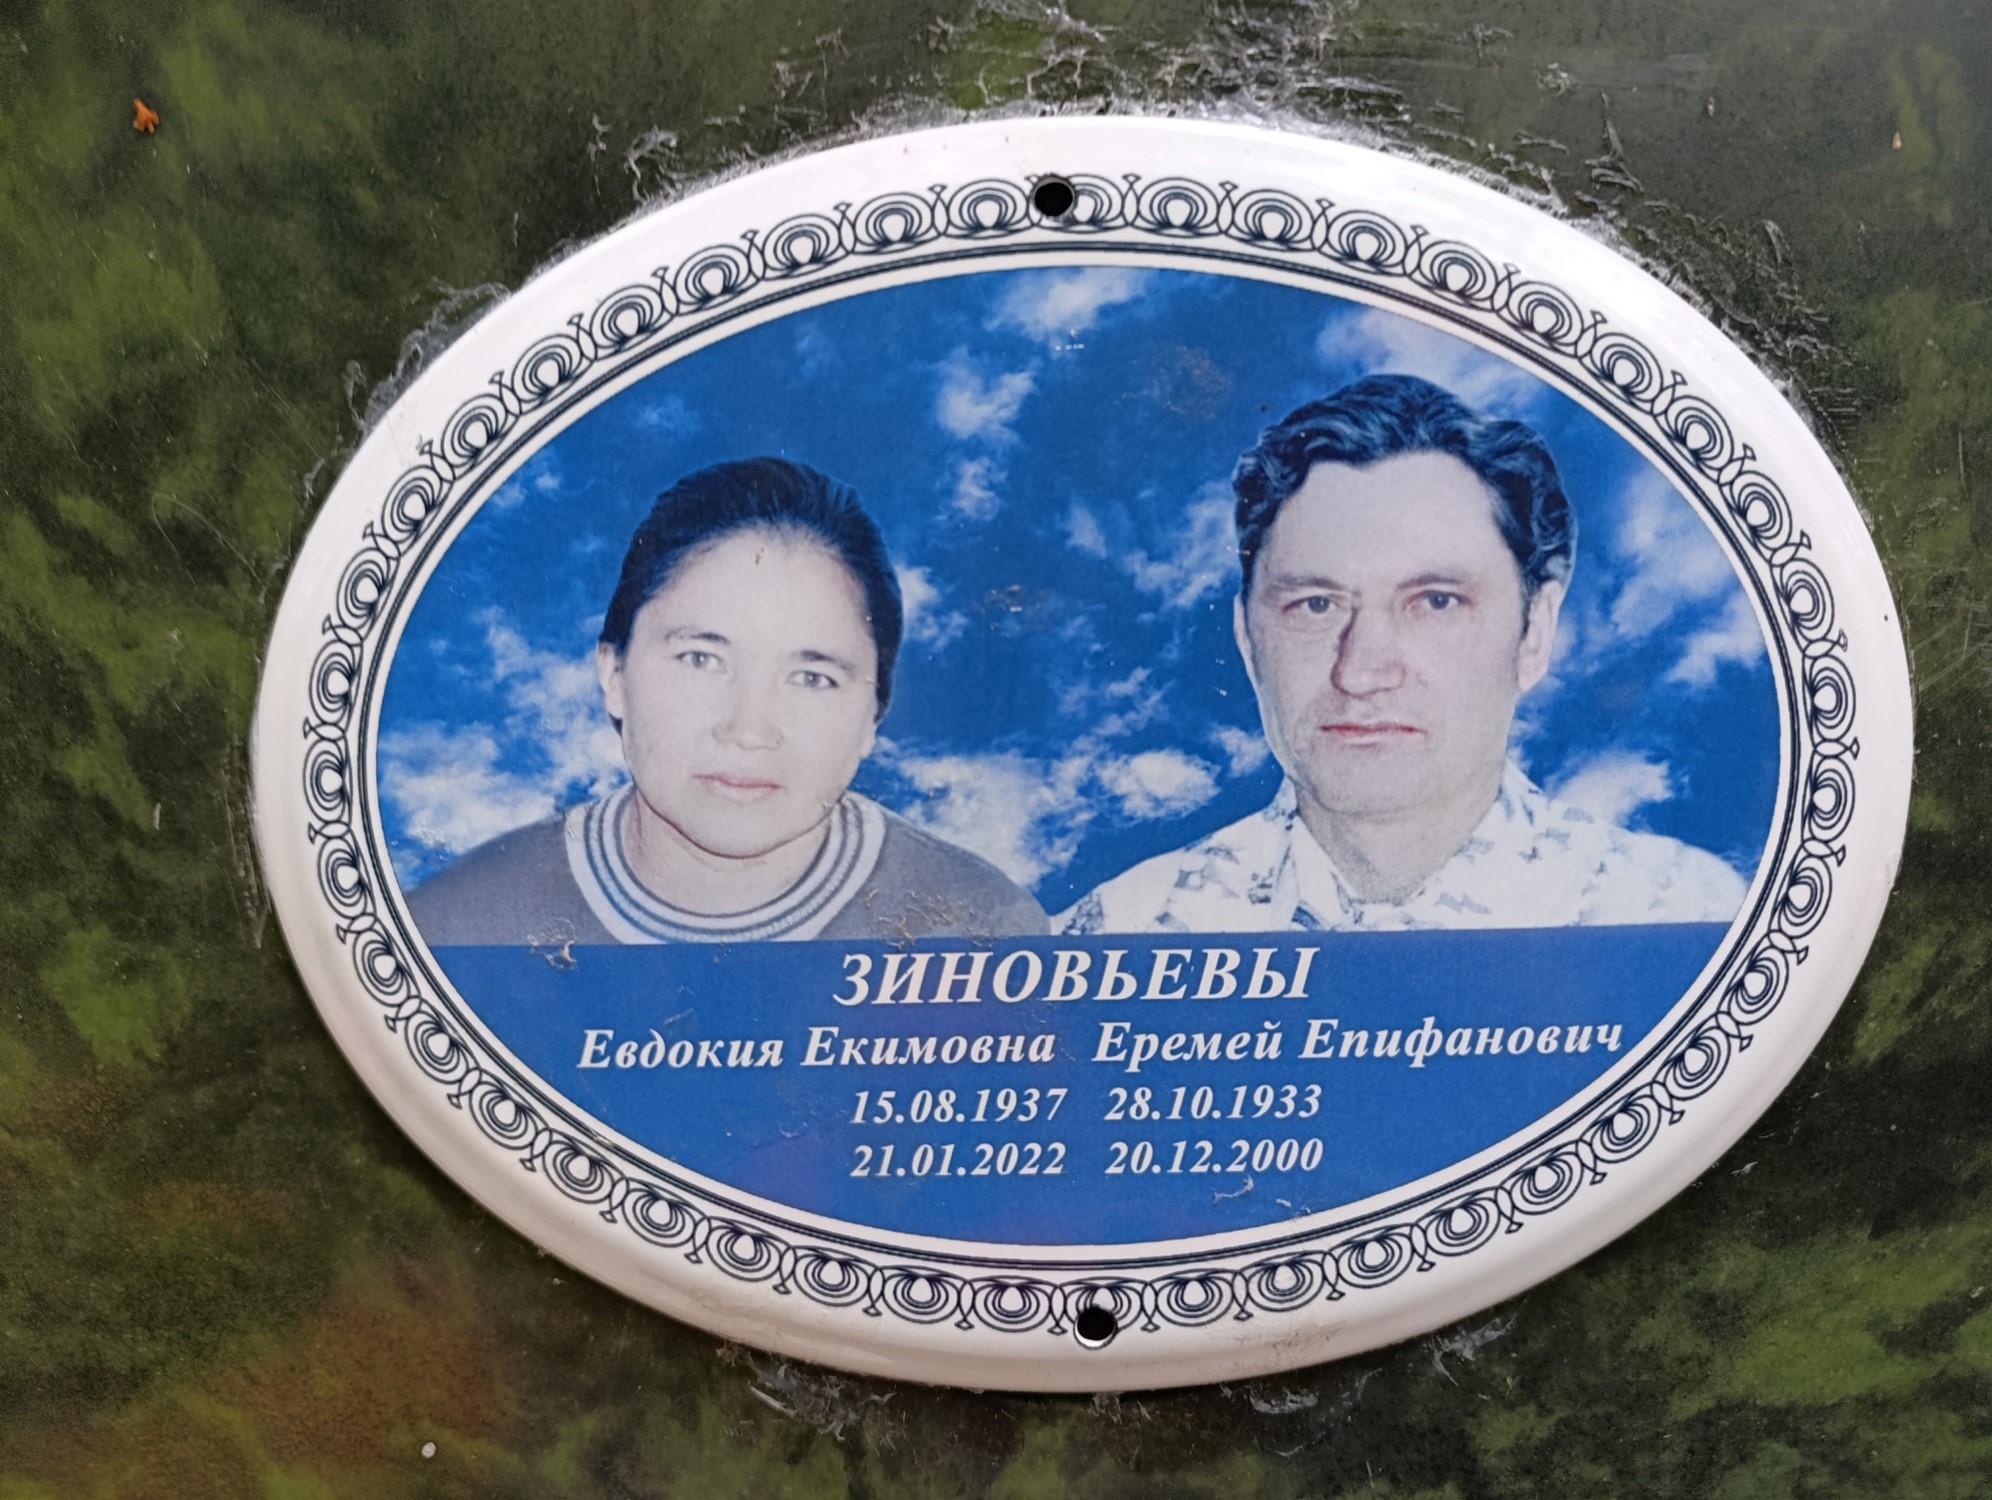 ЗИНОВЬЕВЫ
Евдокия Екимовна Еремей Епифанович
15.08.1937 28.10.1933
21.01.2022 20.12.2000